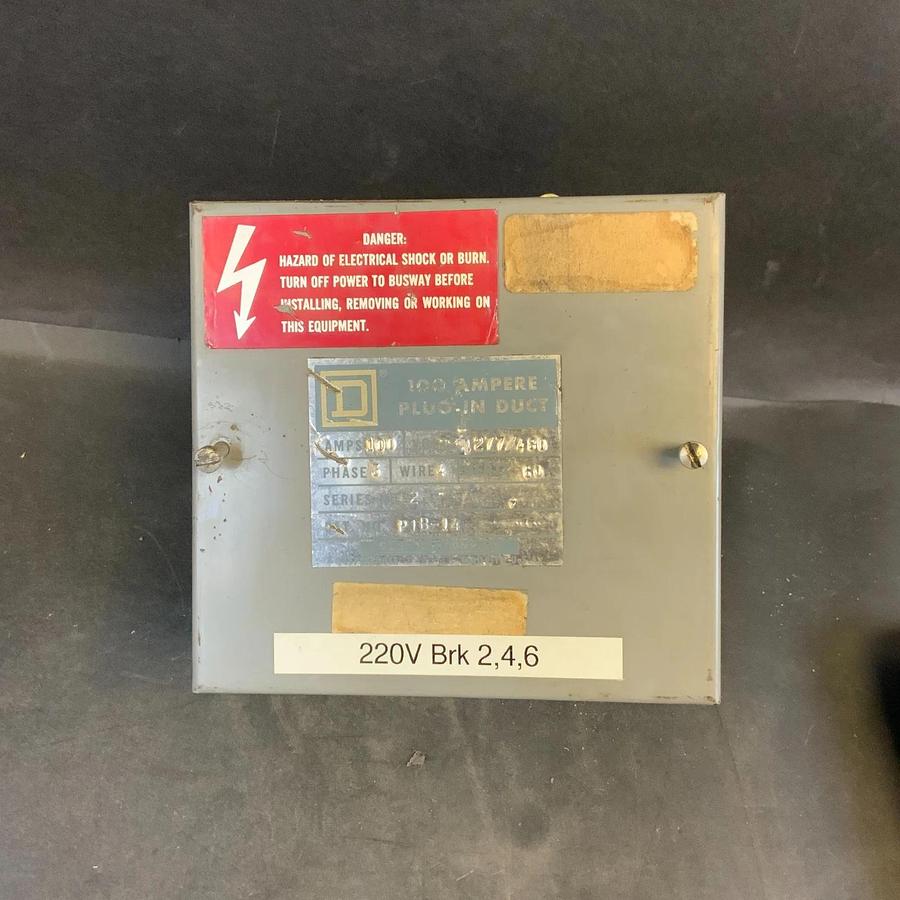 DANGER:
HAZARD OF ELECTRICAL SHOCK OR BURN.
TURN OFF POWER TO BUSWAY BEFORE
INSTALLING, REMOVING OR WORKING ON
THIS EQUIPMENT.
D ®
100 AMPERE
PLUG-IN DUCT
AMPS 100 277/480
PHASE 3 WIRE 4 60
SERIES
PTB-14
220V Brk 2,4,6